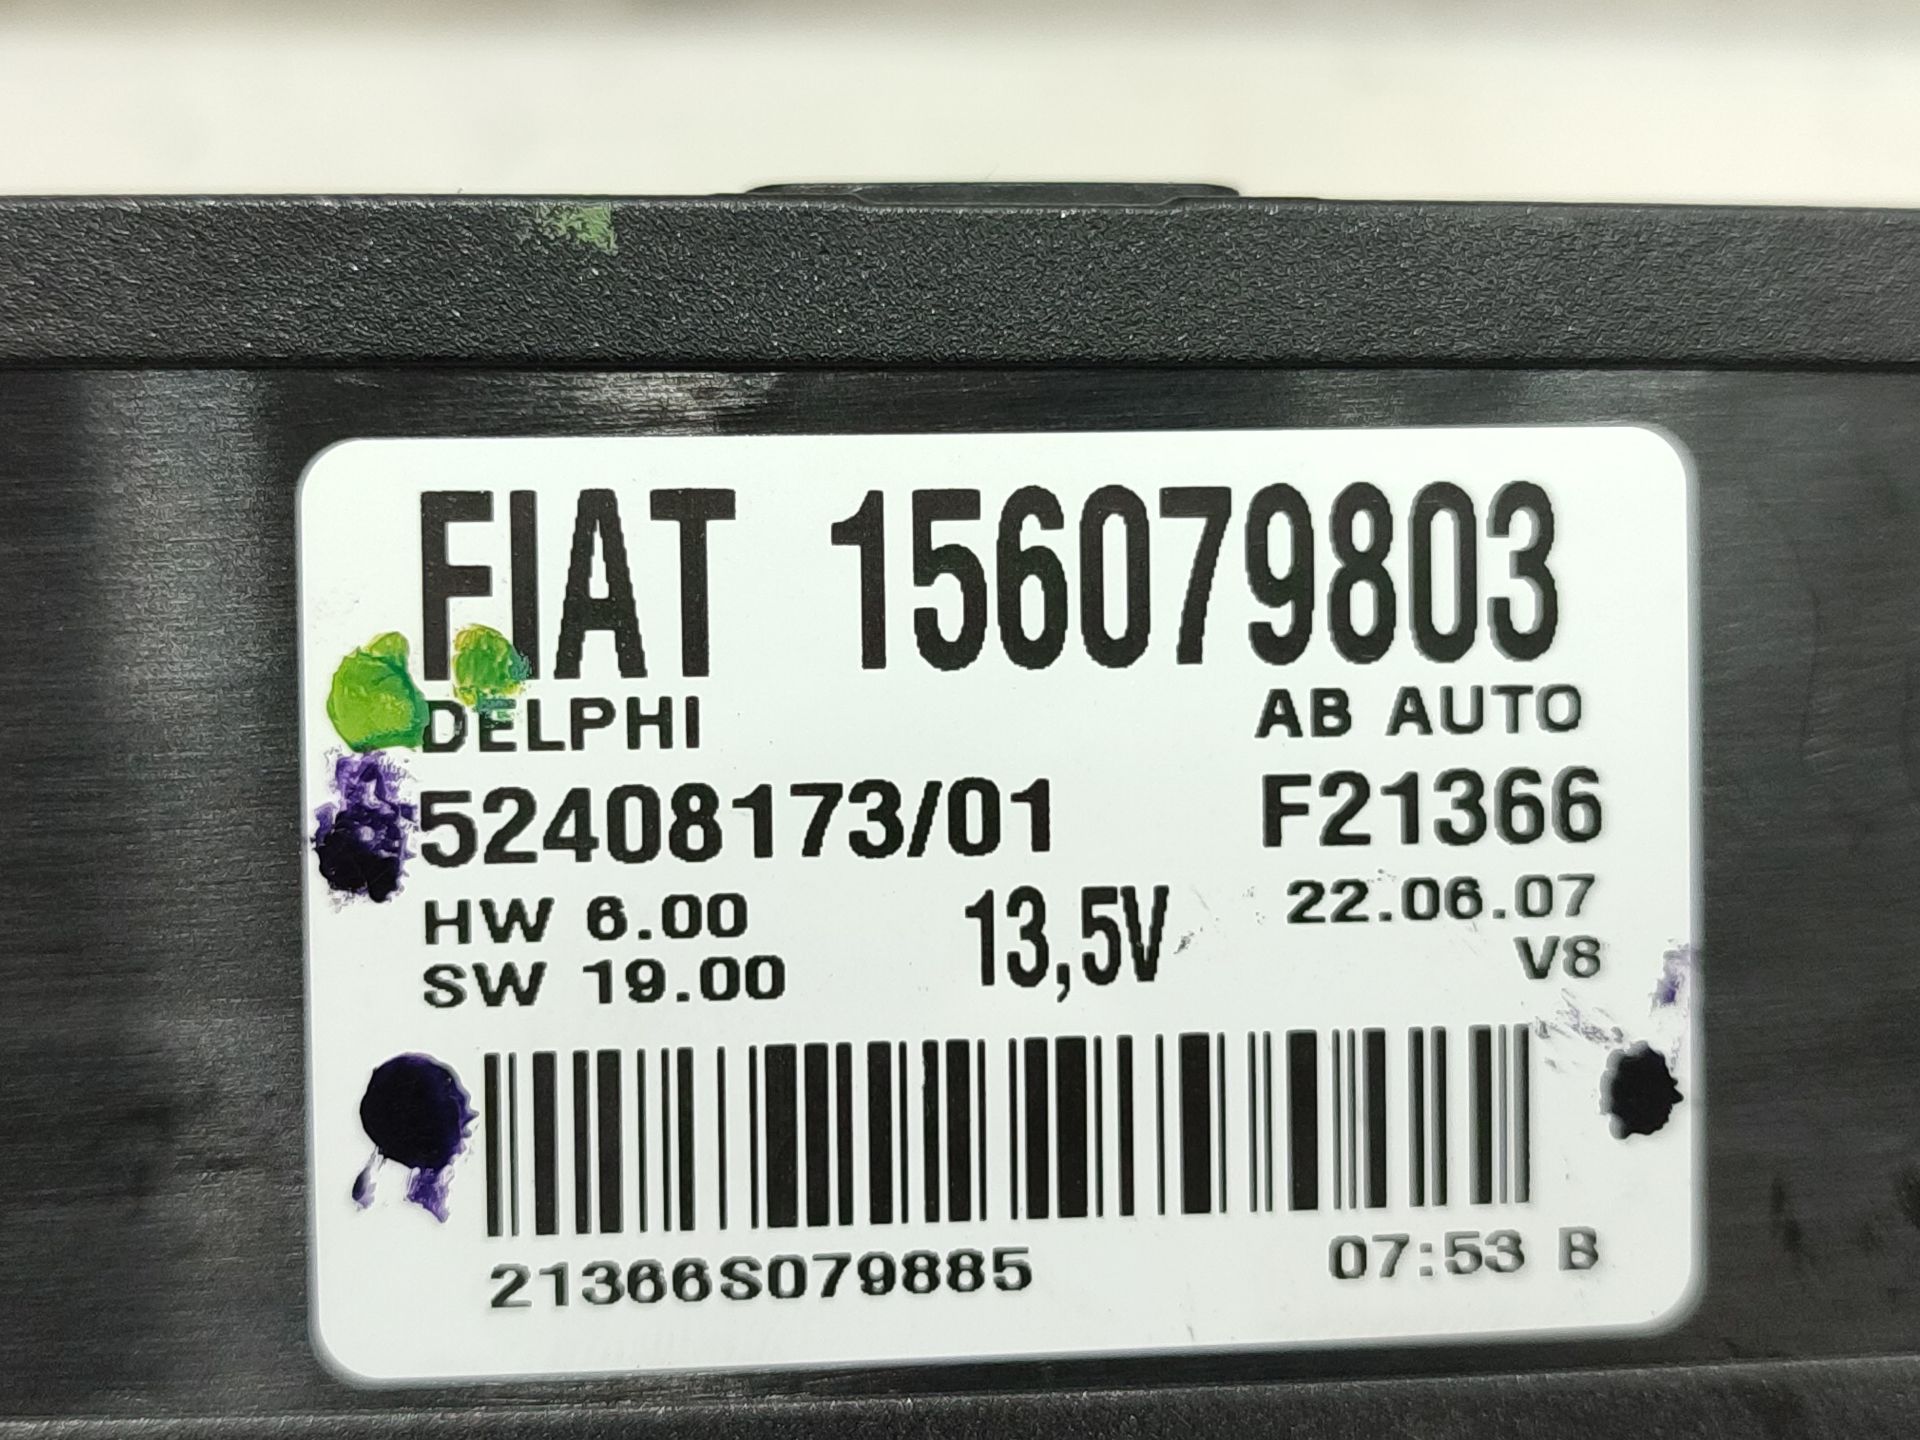 FIAT 156079803
DELPHI AB AUTO
52408173/01 F21366
HW 6.00 13,5V 22.06.07
SW 19.00 V8
21366S079885 07:53 B